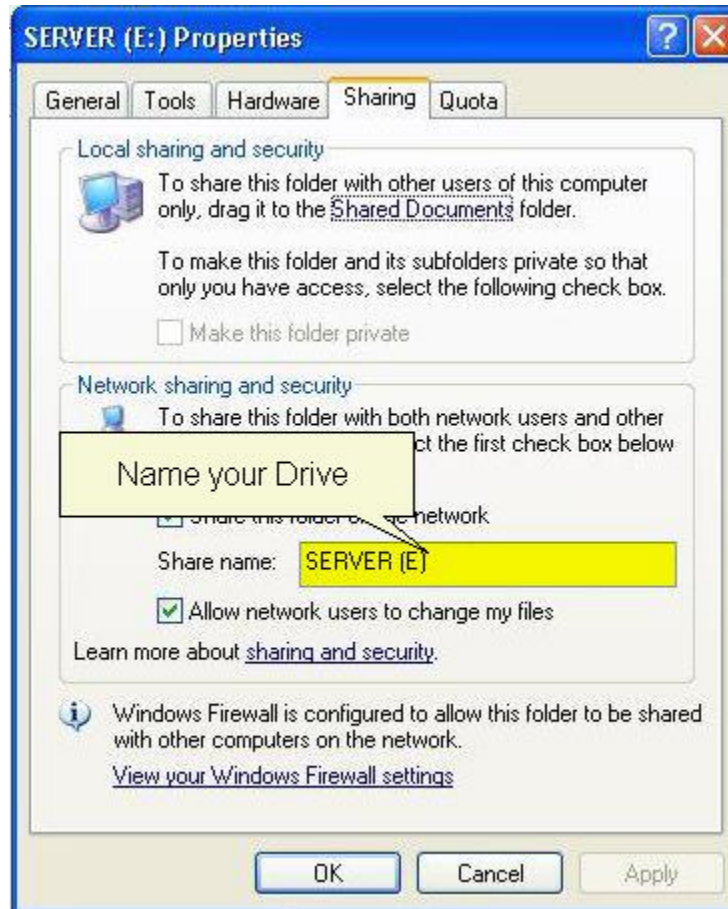 SERVER (E:) Properties
General Tools Hardware Sharing Quota
Local sharing and security
To share this folder with other users of this computer
only, drag it to the Shared Documents folder.
To make this folder and its subfolders private so that
only you have access, select the following check box.
Make this folder private
Network sharing and security
To share this folder with both network users and other
the first check box below
Name your Drive
Share this folder network
Share name: SERVER (E)
Allow network users to change my files
Learn more about sharing and security.
Windows Firewall is configured to allow this folder to be shared
with other computers on the network.
View your Windows Firewall settings
OK Cancel Apply